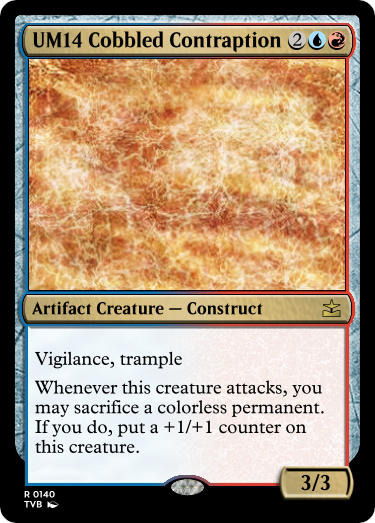 UM14 Cobbled Contraption 2
Artifact Creature — Construct
Vigilance, trample
Whenever this creature attacks, you
may sacrifice a colorless permanent.
If you do, put a +1/+1 counter on
this creature.
3/3
R 0140
TVB